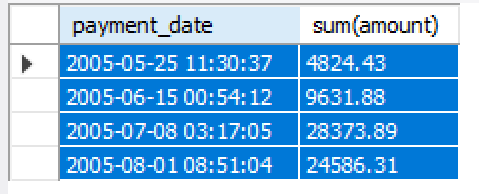 payment_date sum(amount)
2005-05-25 11:30:37 4824.43
2005-06-15 00:54:12 9631.88
2005-07-08 03:17:05 28373.89
2005-08-01 08:51:04 24586.31